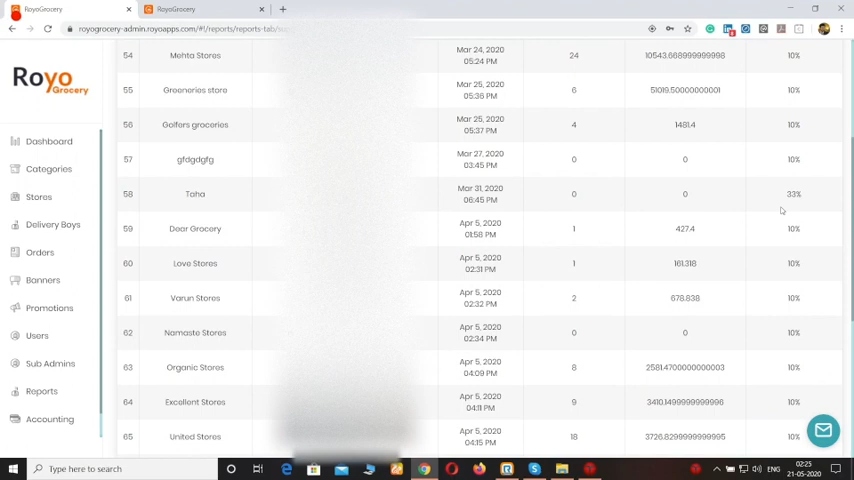 RoyoGrocery
RoyoGrocery
royogrocery-admin.royoapps.com/#!/reports/reports-tab/
Royo
Grocery
Dashboard
Categories
Stores
Delivery Boys
Orders
Banners
Promotions
Users
Sub Admins
Reports
Accounting
54 Mehta Stores Mar 24, 2020 05:24 PM 24 10543.668999999998 10%
55 Greeneries store Mar 25, 2020 05:36 PM 6 51019.5000000001 10%
56 Golfers groceries Mar 25, 2020 05:37 PM 4 1481.4 10%
57 gfdgdgfg Mar 27, 2020 03:45 PM 0 0 10%
58 Taha Mar 31, 2020 06:45 PM 0 0 33%
59 Dear Grocery Apr 5, 2020 01:58 PM 1 427.4 10%
60 Love Stores Apr 5, 2020 02:31 PM 1 161.318 10%
61 Varun Stores Apr 5, 2020 02:32 PM 2 678.838 10%
62 Namaste Stores Apr 5, 2020 02:34 PM 0 0 10%
63 Organic Stores Apr 5, 2020 04:09 PM 8 2581.4700000000003 10%
64 Excellent Stores Apr 5, 2020 04:11 PM 9 3410.1499999999996 10%
65 United Stores Apr 5, 2020 04:15 PM 18 3726.8299999999995 10%
Type here to search
ENG
02:25
21-05-2020